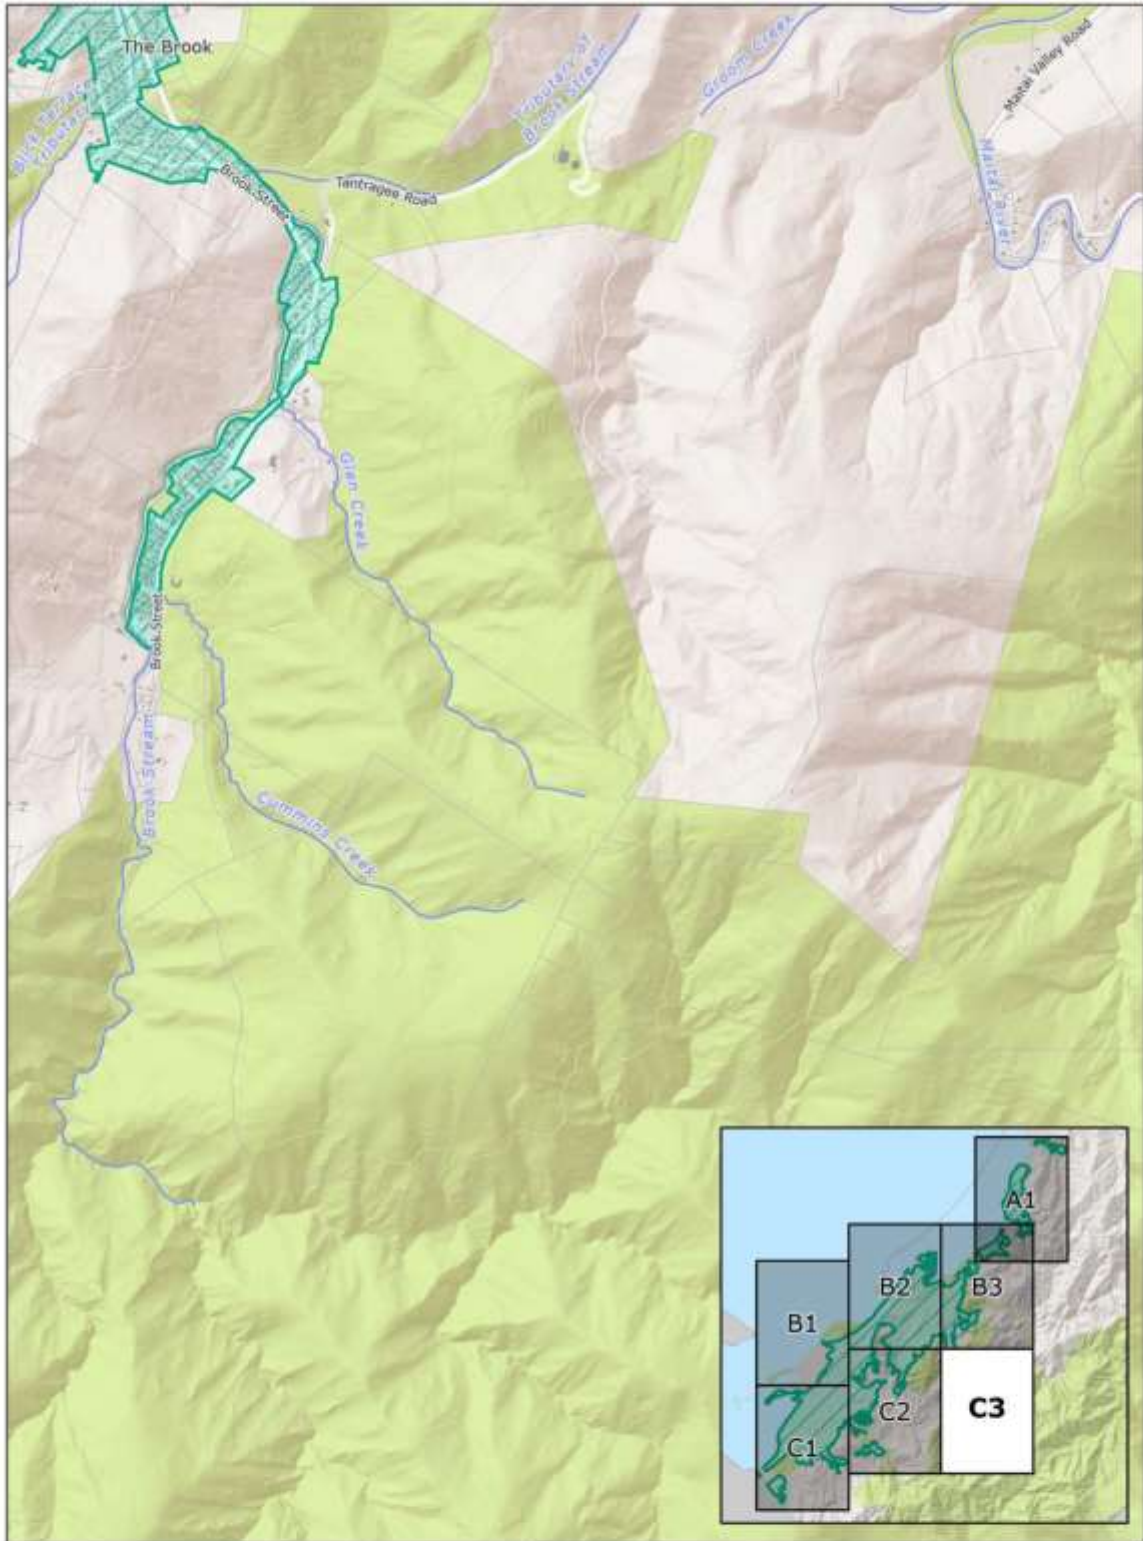 The Brook
Bick Terrace
Tributary
Tributary of
Brook Stream
Groom Creek
Maitai Valley Road
Maitai River
Brook Street
Tantragee Road
Glen Creek
Brook Street
Brook Stream
Cummins Creek
A1
B2
B3
B1
C2
C3
C1